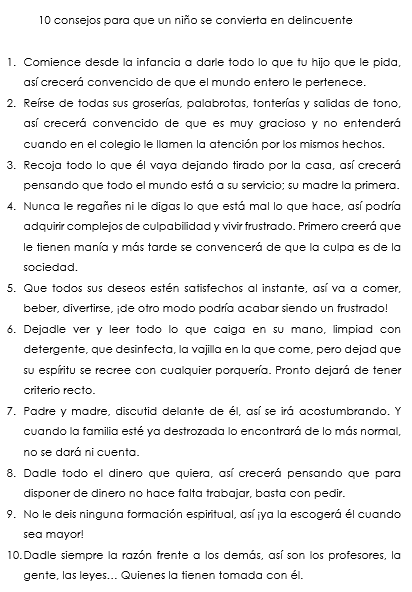 10 consejos para que un niño se convierta en delincuente
1. Comience desde la infancia a darle todo lo que tu hijo que le pida,
así crecerá convencido de que el mundo entero le pertenece.
2. Reírse de todas sus groserías, palabrotas, tonterías y salidas de tono,
así crecerá convencido de que es muy gracioso y no entenderá
cuando en el colegio le llamen la atención por los mismos hechos.
3. Recoja todo lo que él vaya dejando tirado por la casa, así crecerá
pensando que todo el mundo está a su servicio; su madre la primera.
4. Nunca le regañes ni le digas lo que está mal lo que hace, así podría
adquirir complejos de culpabilidad y vivir frustrado. Primero creerá que
le tienen manía y más tarde se convencerá de que la culpa es de la
sociedad.
5. Que todos sus deseos estén satisfechos al instante, así va a comer,
beber, divertirse, ¡de otro modo podría acabar siendo un frustrado!
6. Dejadle ver y leer todo lo que caiga en su mano, limpiad con
detergente, que desinfecta, la vajilla en la que come, pero dejad que
su espíritu se recree con cualquier porquería. Pronto dejará de tener
criterio recto.
7. Padre y madre, discutid delante de él, así se irá acostumbrando. Y
cuando la familia esté ya destrozada lo encontrará de lo más normal,
no se dará ni cuenta.
8. Dadle todo el dinero que quiera, así crecerá pensando que para
disponer de dinero no hace falta trabajar, basta con pedir.
9. No le deis ninguna formación espiritual, así ¡ya la escogerá él cuando
sea mayor!
10. Dadle siempre la razón frente a los demás, así son los profesores, la
gente, las leyes... Quienes la tienen tomada con él.